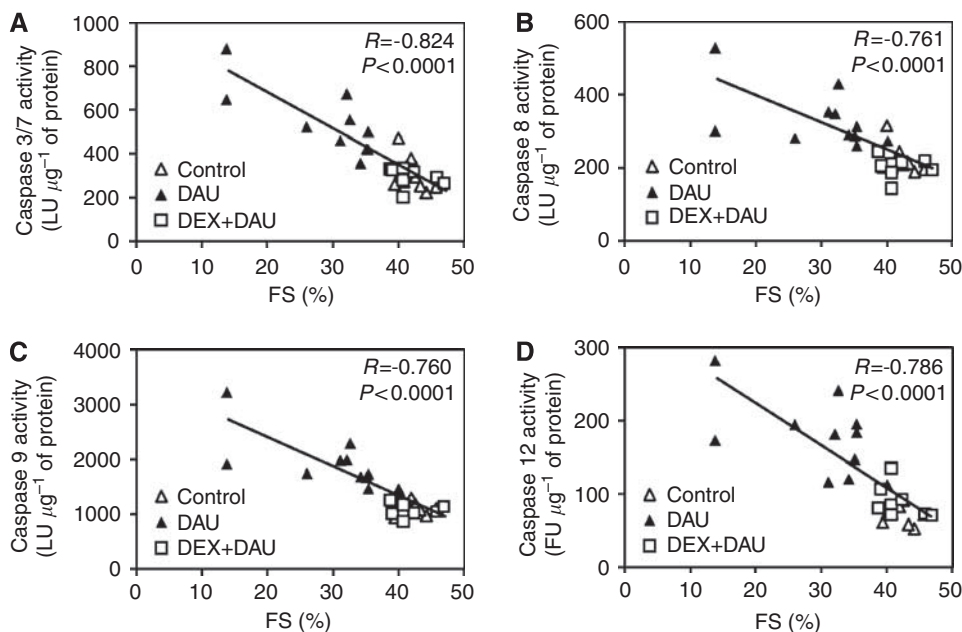 A
Caspase 3/7 activity
(LU μg⁻¹ of protein)
1000
800
600
400
200
0
R=-0.824
P<0.0001
Control
DAU
DEX+DAU
0 10 20 30 40 50
FS (%)
B
Caspase 8 activity
(LU μg⁻¹ of protein)
600
400
200
0
R=-0.761
P<0.0001
Control
DAU
DEX+DAU
0 10 20 30 40 50
FS (%)
C
Caspase 9 activity
(LU μg⁻¹ of protein)
4000
3000
2000
1000
0
R=-0.760
P<0.0001
Control
DAU
DEX+DAU
0 10 20 30 40 50
FS (%)
D
Caspase 12 activity
(FU μg⁻¹ of protein)
300
200
100
0
R=-0.786
P<0.0001
Control
DAU
DEX+DAU
0 10 20 30 40 50
FS (%)